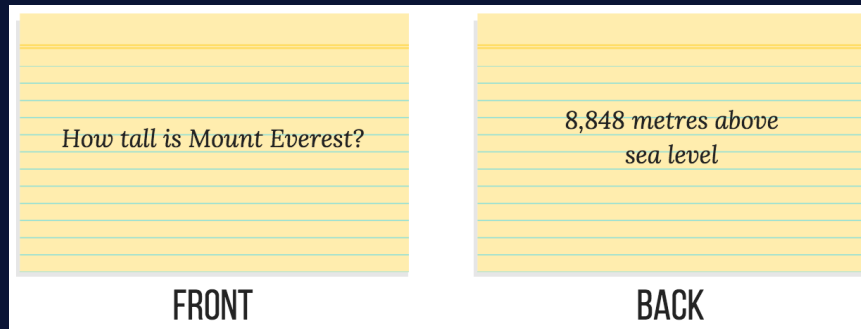 How tall is Mount Everest?
8,848 metres above
sea level
FRONT
BACK